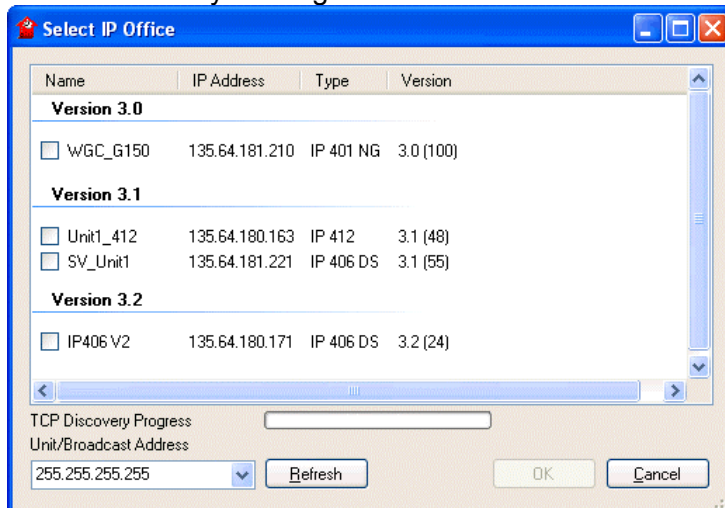 Select IP Office
Name IP Address Type Version
Version 3.0
WGC_G150 135.64.181.210 IP 401 NG 3.0 (100)
Version 3.1
Unit1_412 135.64.180.163 IP 412 3.1 (48)
SV_Unit1 135.64.181.221 IP 406 DS 3.1 (55)
Version 3.2
IP406 V2 135.64.180.171 IP 406 DS 3.2 (24)
TCP Discovery Progress
Unit/Broadcast Address
255.255.255.255 Refresh OK Cancel